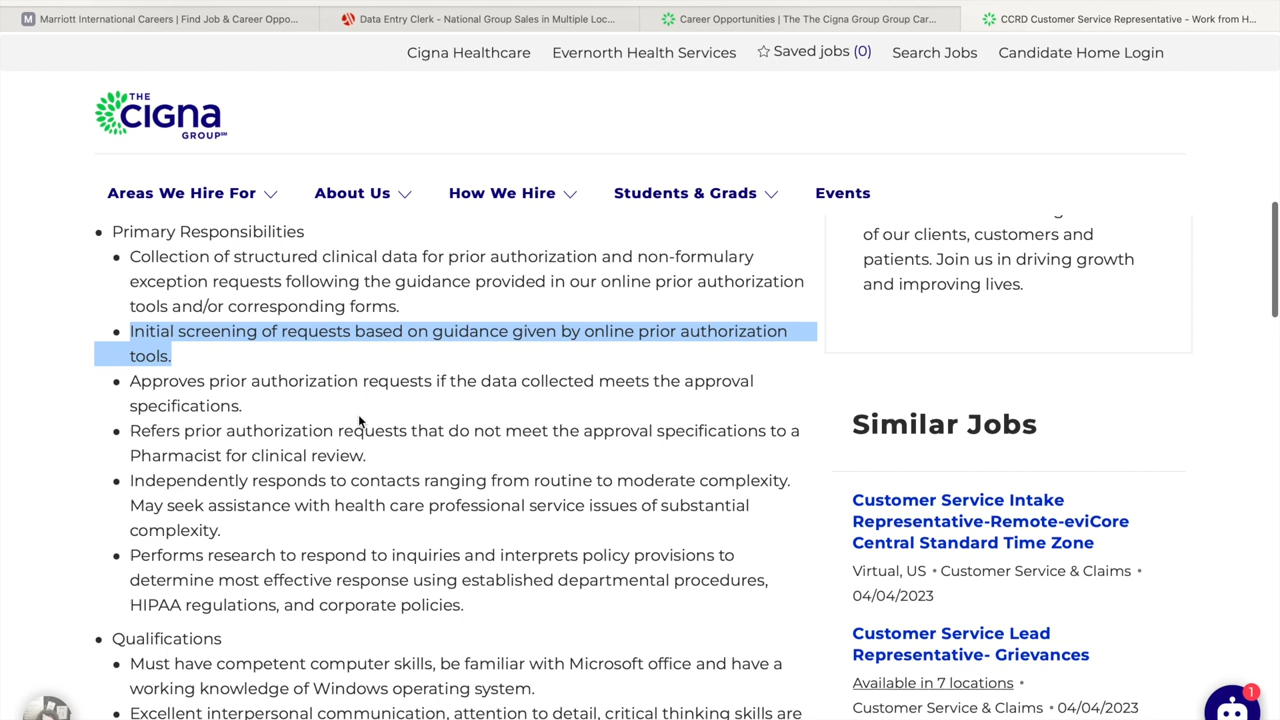 Marriott International Careers | Find Job & Career Oppo...
Data Entry Clerk - National Group Sales in Multiple Loc...
Career Opportunities | The The Cigna Group Group Car...
CCRD Customer Service Representative - Work from H...
Cigna Healthcare
Evernorth Health Services
Saved jobs (0)
Search Jobs
Candidate Home Login
THE
cigna
GROUP℠
Areas We Hire For
About Us
How We Hire
Students & Grads
Events
Primary Responsibilities
Collection of structured clinical data for prior authorization and non-formulary
exception requests following the guidance provided in our online prior authorization
tools and/or corresponding forms.
Initial screening of requests based on guidance given by online prior authorization
tools.
Approves prior authorization requests if the data collected meets the approval
specifications.
Refers prior authorization requests that do not meet the approval specifications to a
Pharmacist for clinical review.
Independently responds to contacts ranging from routine to moderate complexity.
May seek assistance with health care professional service issues of substantial
complexity.
Performs research to respond to inquiries and interprets policy provisions to
determine most effective response using established departmental procedures,
HIPAA regulations, and corporate policies.
Qualifications
Must have competent computer skills, be familiar with Microsoft office and have a
working knowledge of Windows operating system.
Excellent interpersonal communication, attention to detail, critical thinking skills are
of our clients, customers and
patients. Join us in driving growth
and improving lives.
Similar Jobs
Customer Service Intake
Representative-Remote-eviCore
Central Standard Time Zone
Virtual, US • Customer Service & Claims •
04/04/2023
Customer Service Lead
Representative- Grievances
Available in 7 locations •
Customer Service & Claims • 04/04/2023
1